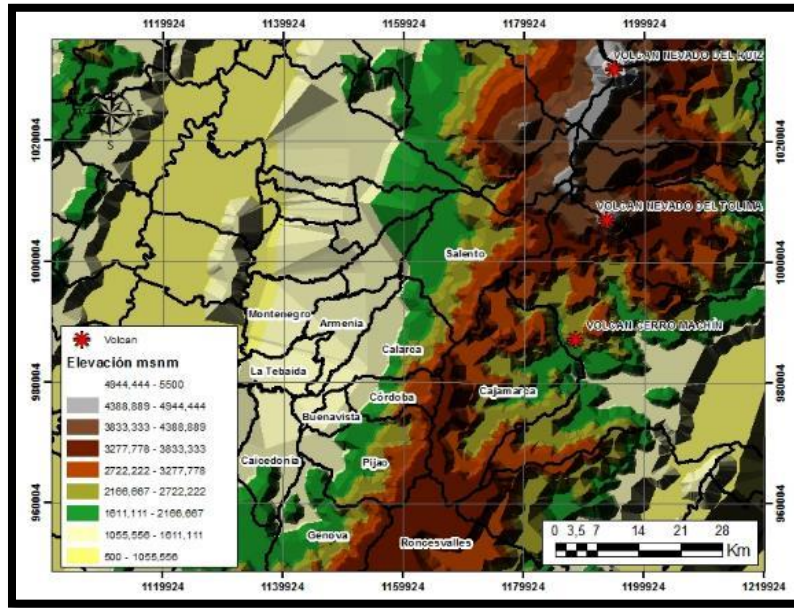 1119924 1139924 1159924 1179924 1199924
VOLCAN NEVADO DEL RUIZ
E
S
1020004 1020004
VOLCAN NEVADO DEL TOLIMA
Salento
1000004 1000004
Montenegro
Armenia
VOLCAN CERRO MACHÍN
Calarca
La Tebaida
Cajamarca
Córdoba
980004 980004
Buenavista
Caicedonia
Pijao
960004 960004
Genova
Roncesvalles
Volcan
Elevación msnm
4944,444 - 5500
4388,889 - 4944,444
3833,333 - 4388,889
3277,778 - 3833,333
2722,222 - 3277,778
2166,667 - 2722,222
1611,111 - 2166,667
1055,556 - 1611,111
500 - 1055,556
0 3,5 7 14 21 28
Km
1119924 1139924 1159924 1179924 1199924 1219924